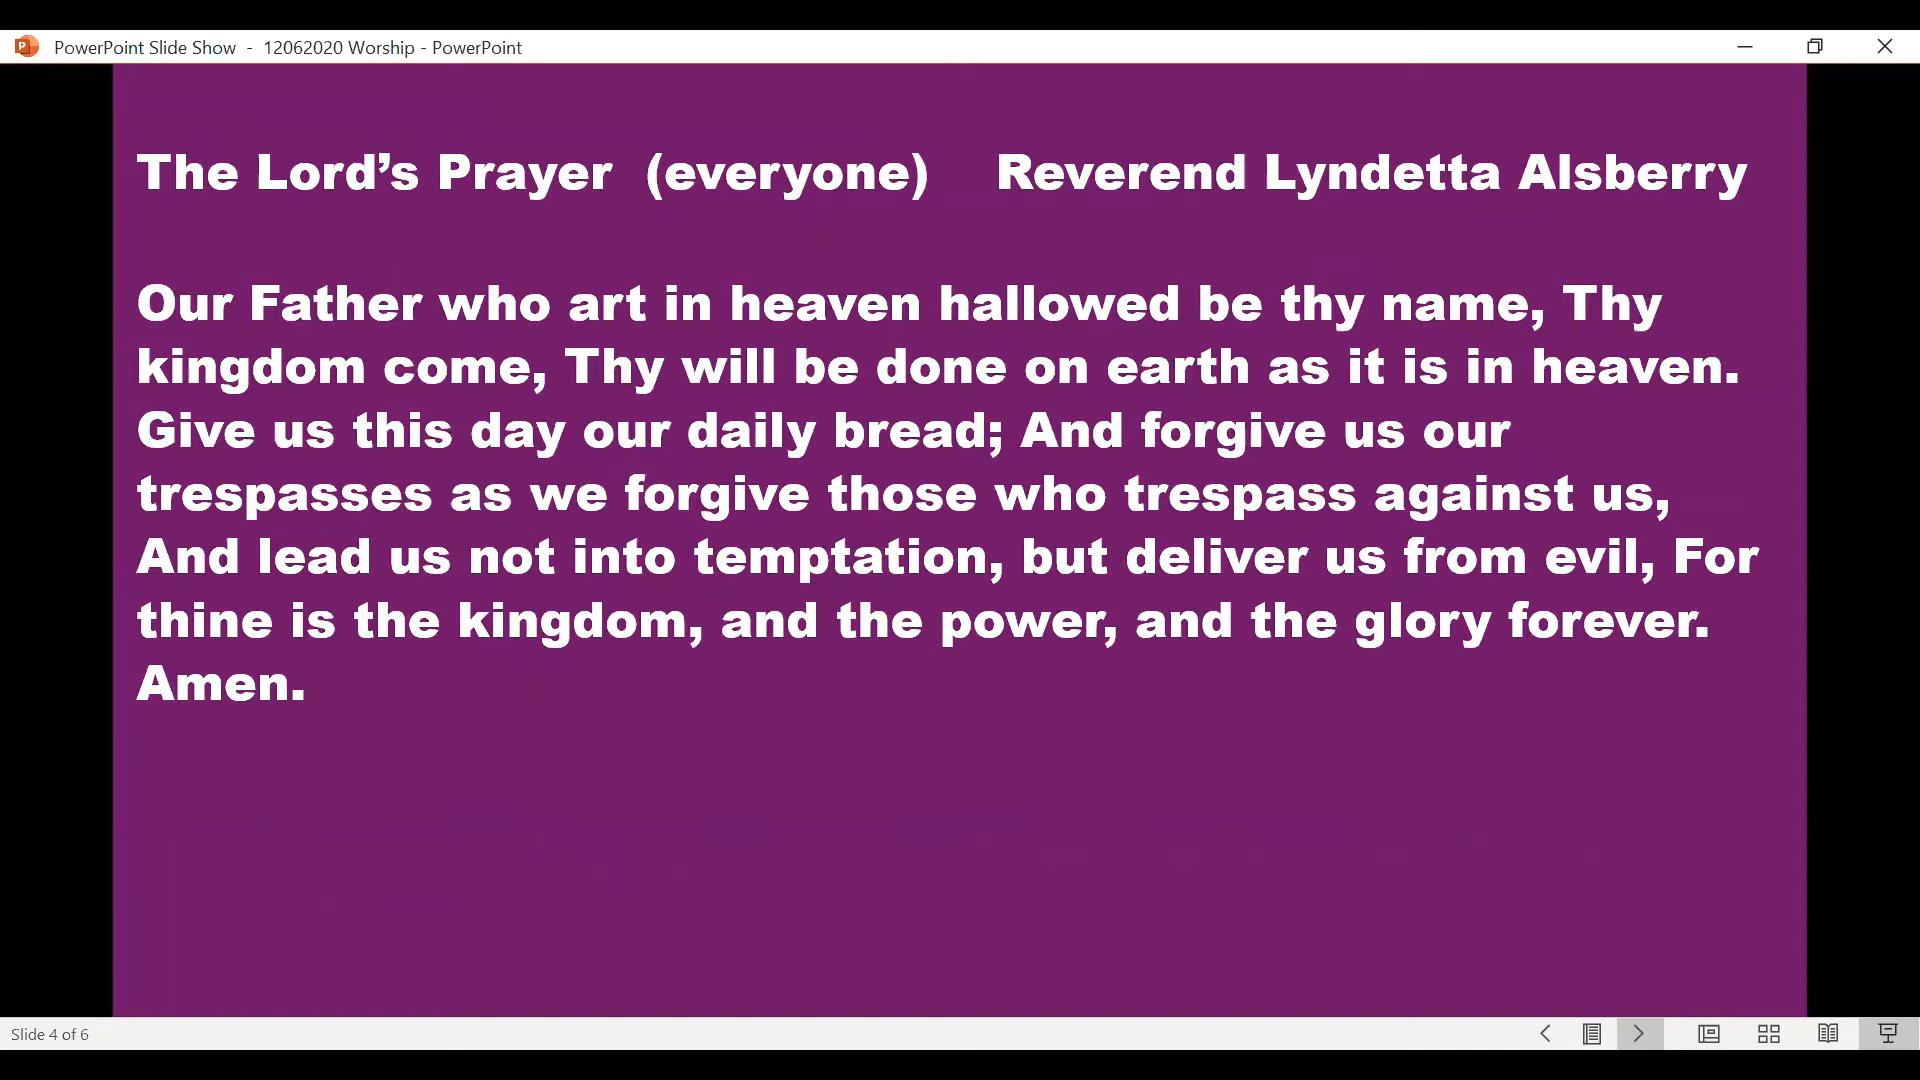 PowerPoint Slide Show - 12062020 Worship - PowerPoint
The Lord’s Prayer (everyone) Reverend Lyndetta Alsberry
Our Father who art in heaven hallowed be thy name, Thy
kingdom come, Thy will be done on earth as it is in heaven.
Give us this day our daily bread; And forgive us our
trespasses as we forgive those who trespass against us,
And lead us not into temptation, but deliver us from evil, For
thine is the kingdom, and the power, and the glory forever.
Amen.
Slide 4 of 6